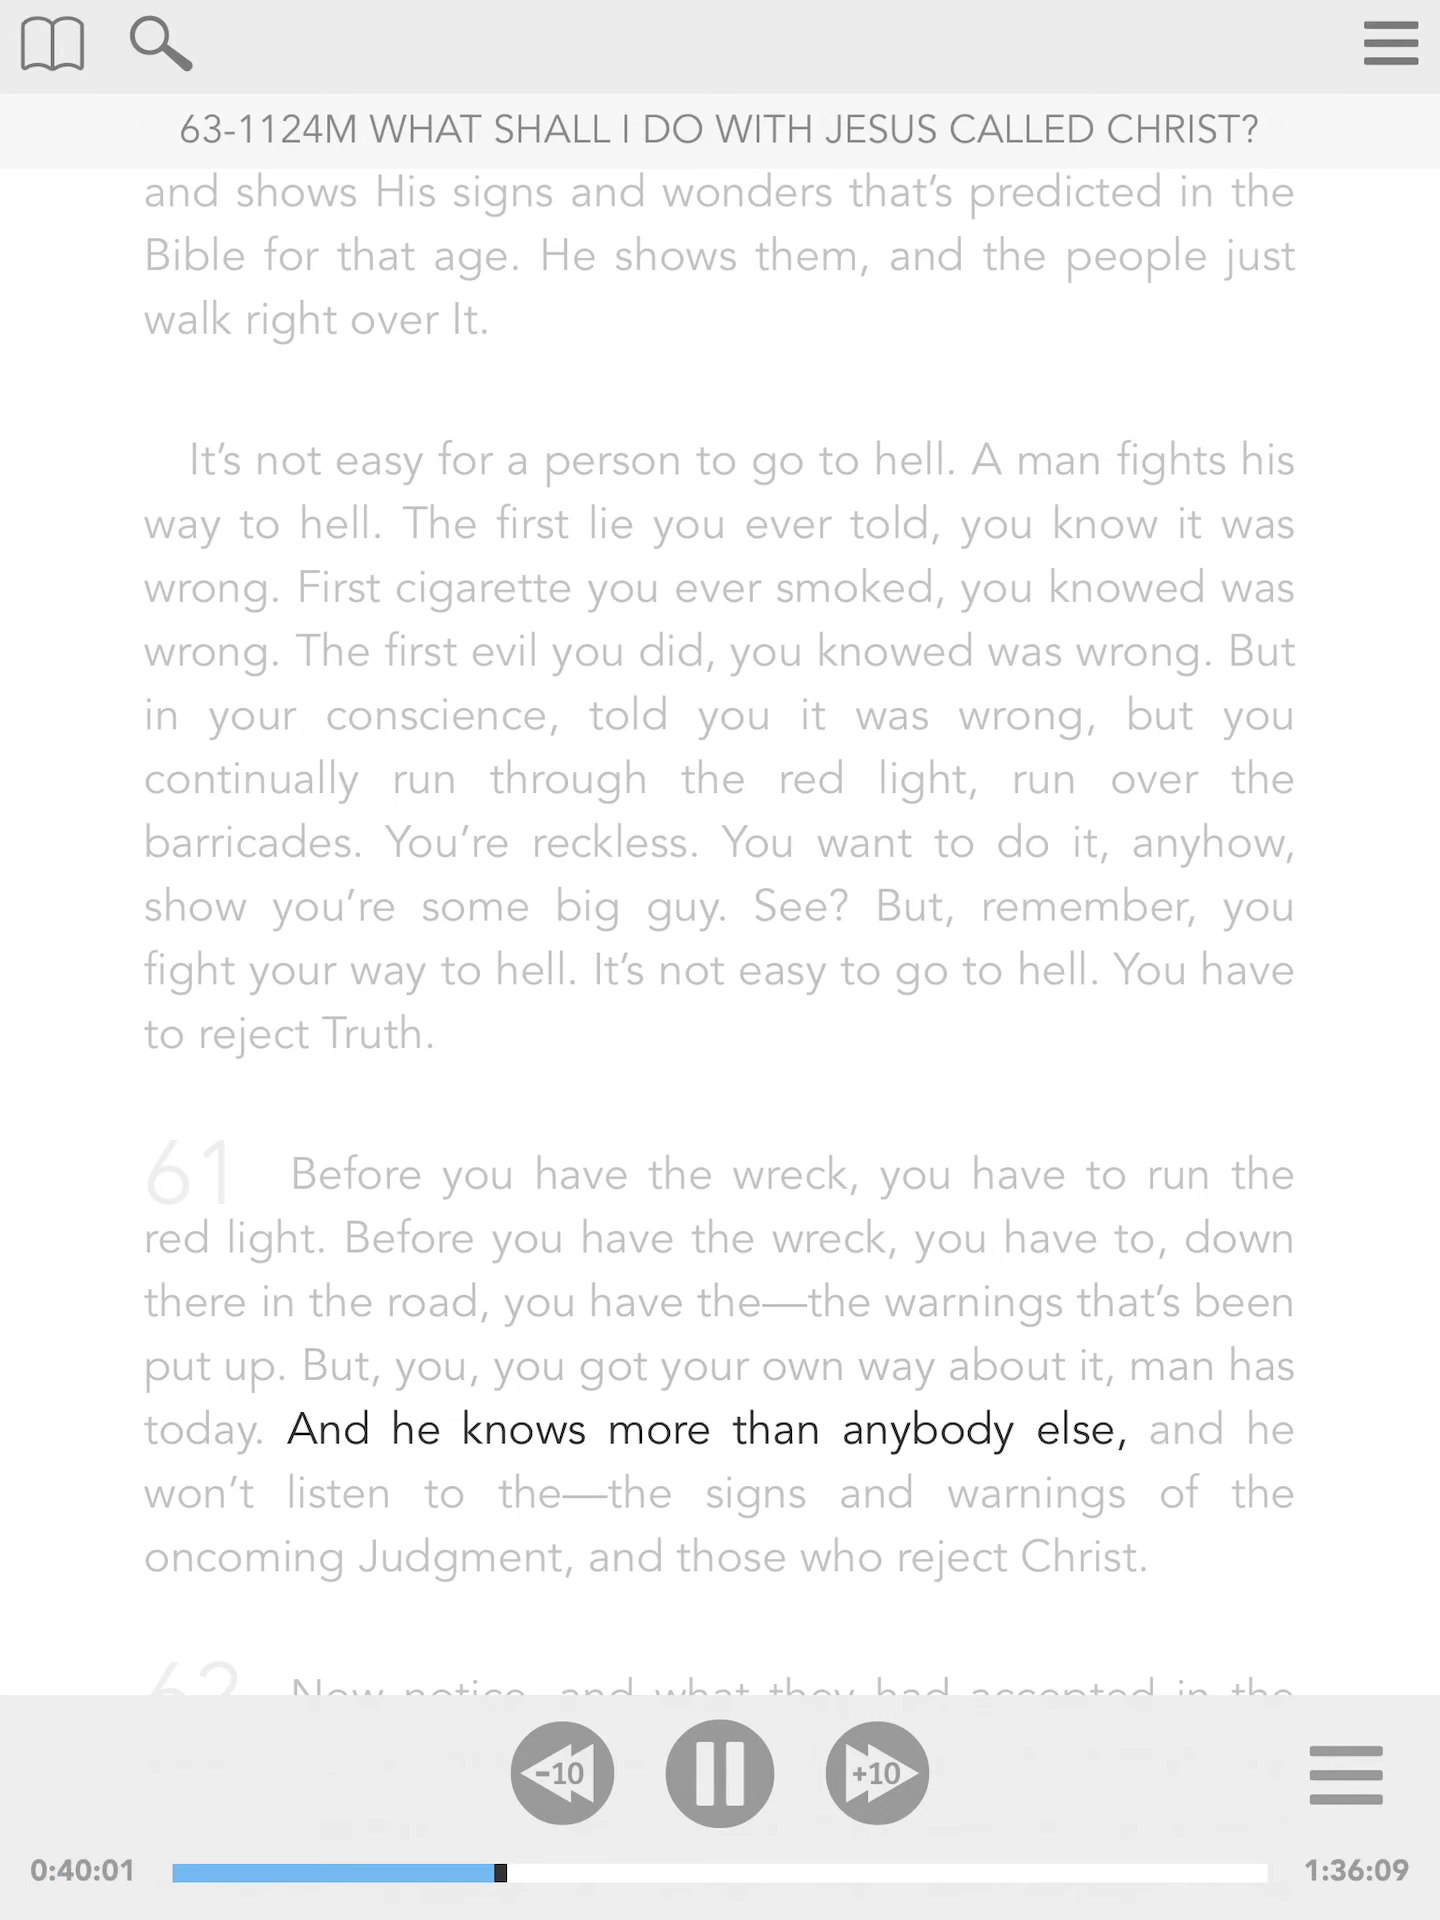 63-1124M WHAT SHALL I DO WITH JESUS CALLED CHRIST?
and shows His signs and wonders that's predicted in the
Bible for that age. He shows them, and the people just
walk right over It.
It's not easy for a person to go to hell. A man fights his
way to hell. The first lie you ever told, you know it was
wrong. First cigarette you ever smoked, you knowed was
wrong. The first evil you did, you knowed was wrong. But
in your conscience, told you it was wrong, but you
continually run through the red light, run over the
barricades. You're reckless. You want to do it, anyhow,
show you're some big guy. See? But, remember, you
fight your way to hell. It's not easy to go to hell. You have
to reject Truth.
61 Before you have the wreck, you have to run the
red light. Before you have the wreck, you have to, down
there in the road, you have the—the warnings that's been
put up. But, you, you got your own way about it, man has
today. And he knows more than anybody else, and he
won't listen to the—the signs and warnings of the
oncoming Judgment, and those who reject Christ.
62 Now notice, and what they had accepted in the
-10 +10
0:40:01 1:36:09